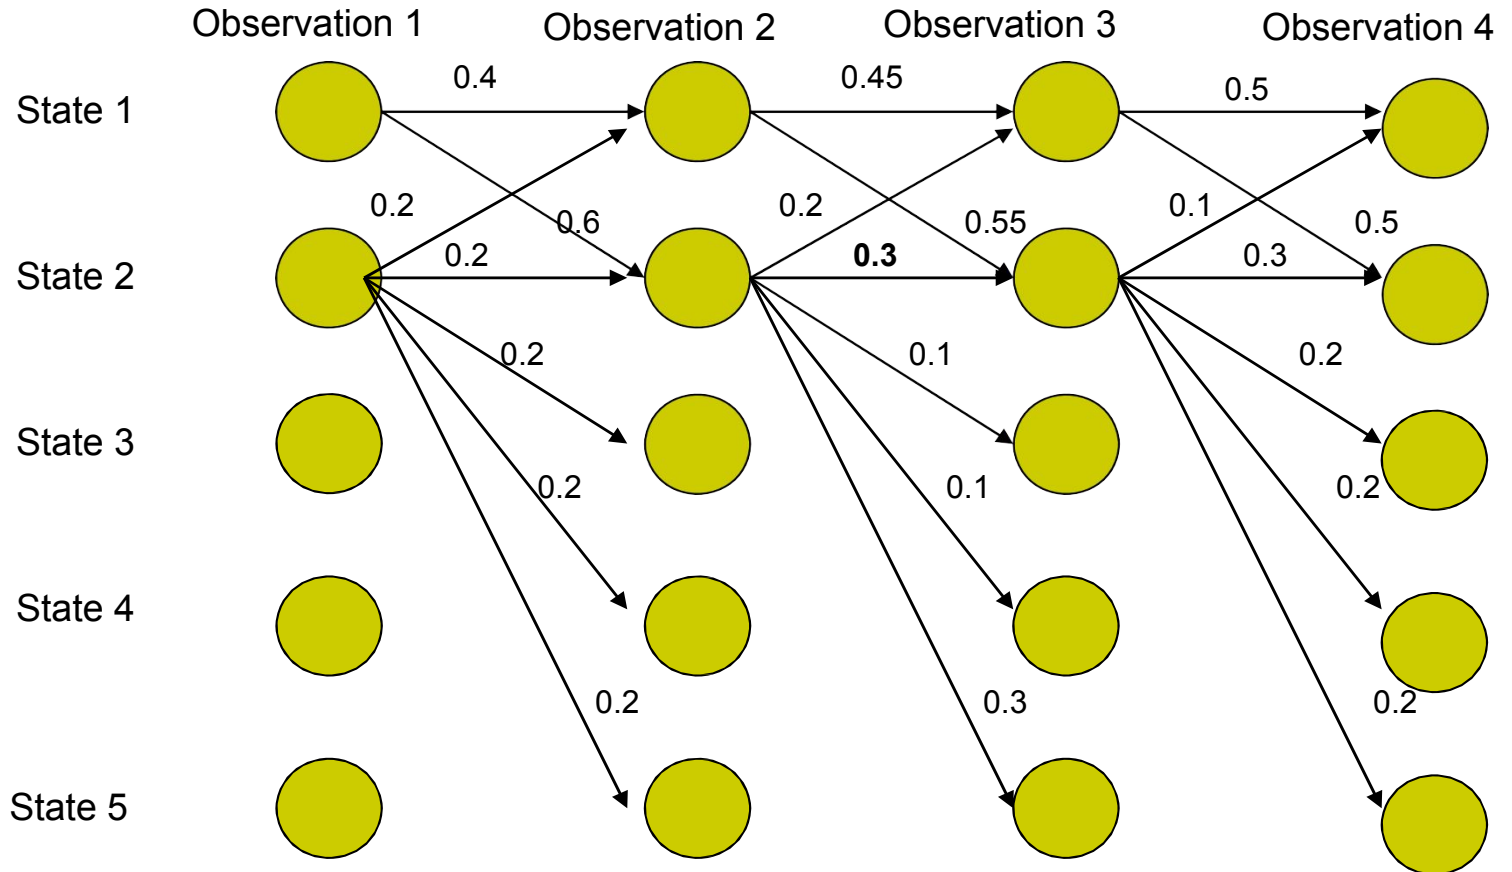 Observation 1 Observation 2 Observation 3 Observation 4
0.4 0.45 0.5
State 1
0.2 0.6 0.2 0.55 0.1 0.5
State 2 0.2 0.3 0.3
0.2 0.1 0.2
State 3
0.2 0.1 0.2
State 4
0.2 0.3 0.2
State 5